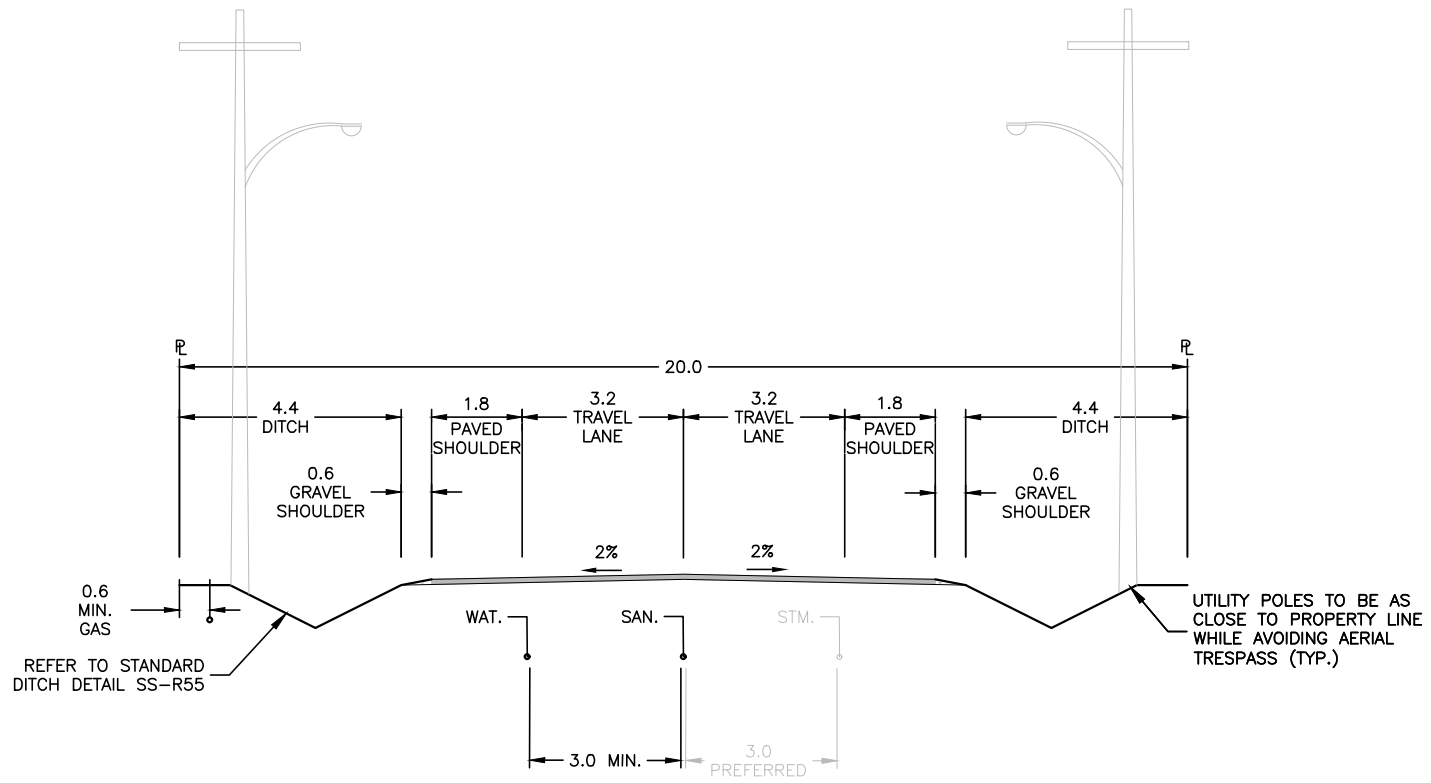 PL
PL
20.0
4.4
DITCH
1.8
PAVED
SHOULDER
3.2
TRAVEL
LANE
3.2
TRAVEL
LANE
1.8
PAVED
SHOULDER
4.4
DITCH
0.6
GRAVEL
SHOULDER
0.6
GRAVEL
SHOULDER
2%
2%
0.6
MIN.
GAS
REFER TO STANDARD
DITCH DETAIL SS-R55
WAT.
SAN.
STM.
UTILITY POLES TO BE AS
CLOSE TO PROPERTY LINE
WHILE AVOIDING AERIAL
TRESPASS (TYP.)
3.0 MIN.
3.0
PREFERRED